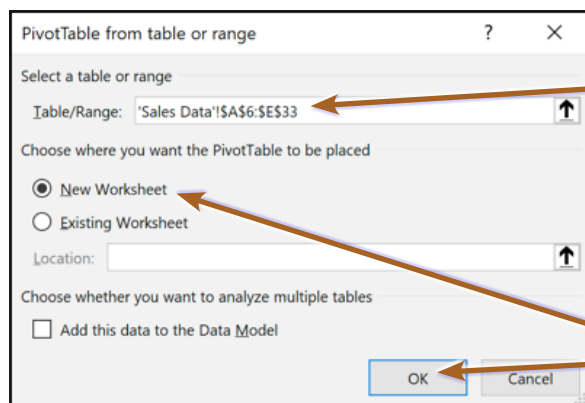 PivotTable from table or range ?
Select a table or range
Table/Range: 'Sales Data'!$A$6:$E$33
Choose where you want the PivotTable to be placed
New Worksheet
Existing Worksheet
Location:
Choose whether you want to analyze multiple tables
Add this data to the Data Model
OK Cancel